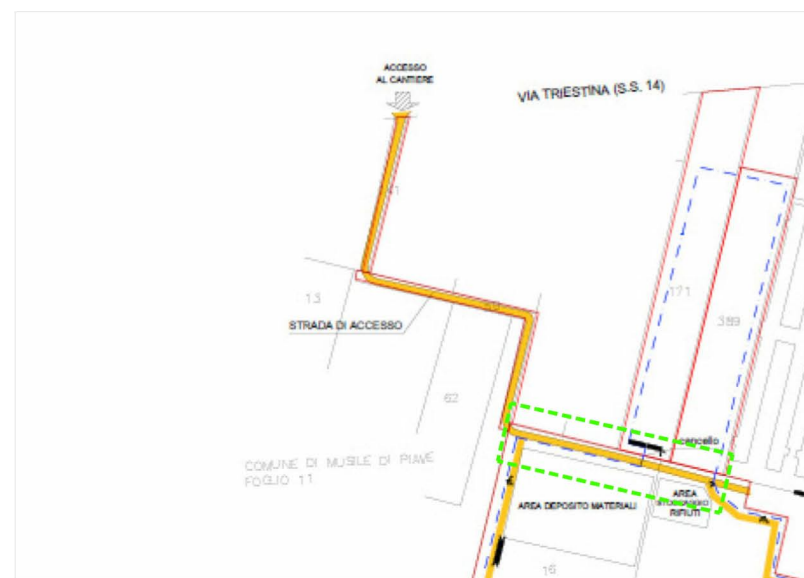 ACCESSO
AL CANTIERE
VIA TRIESTINA (S.S. 14)
13
171
389
STRADA DI ACCESSO
62
cancello
COMUNE DI MUSILE DI PIAVE
FOGLIO 11
AREA DEPOSITO MATERIALI
AREA
STOCCAGGIO
RIFIUTI
16